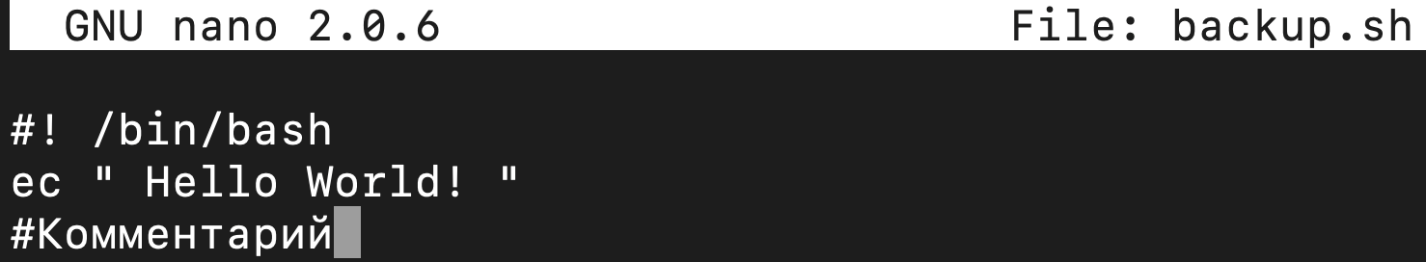 GNU nano 2.0.6 File: backup.sh
#! /bin/bash
ec " Hello World! "
#Комментарий